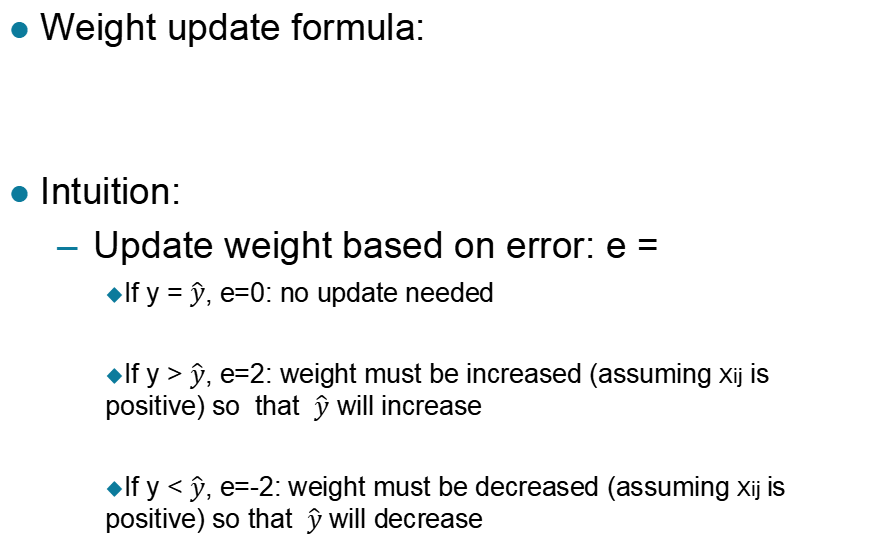 ● Weight update formula:
● Intuition:
– Update weight based on error: e =
◆If y = ŷ, e=0: no update needed
◆If y > ŷ, e=2: weight must be increased (assuming xij is
positive) so  that  ŷ will increase
◆If y < ŷ, e=-2: weight must be decreased (assuming xij is
positive) so that  ŷ will decrease